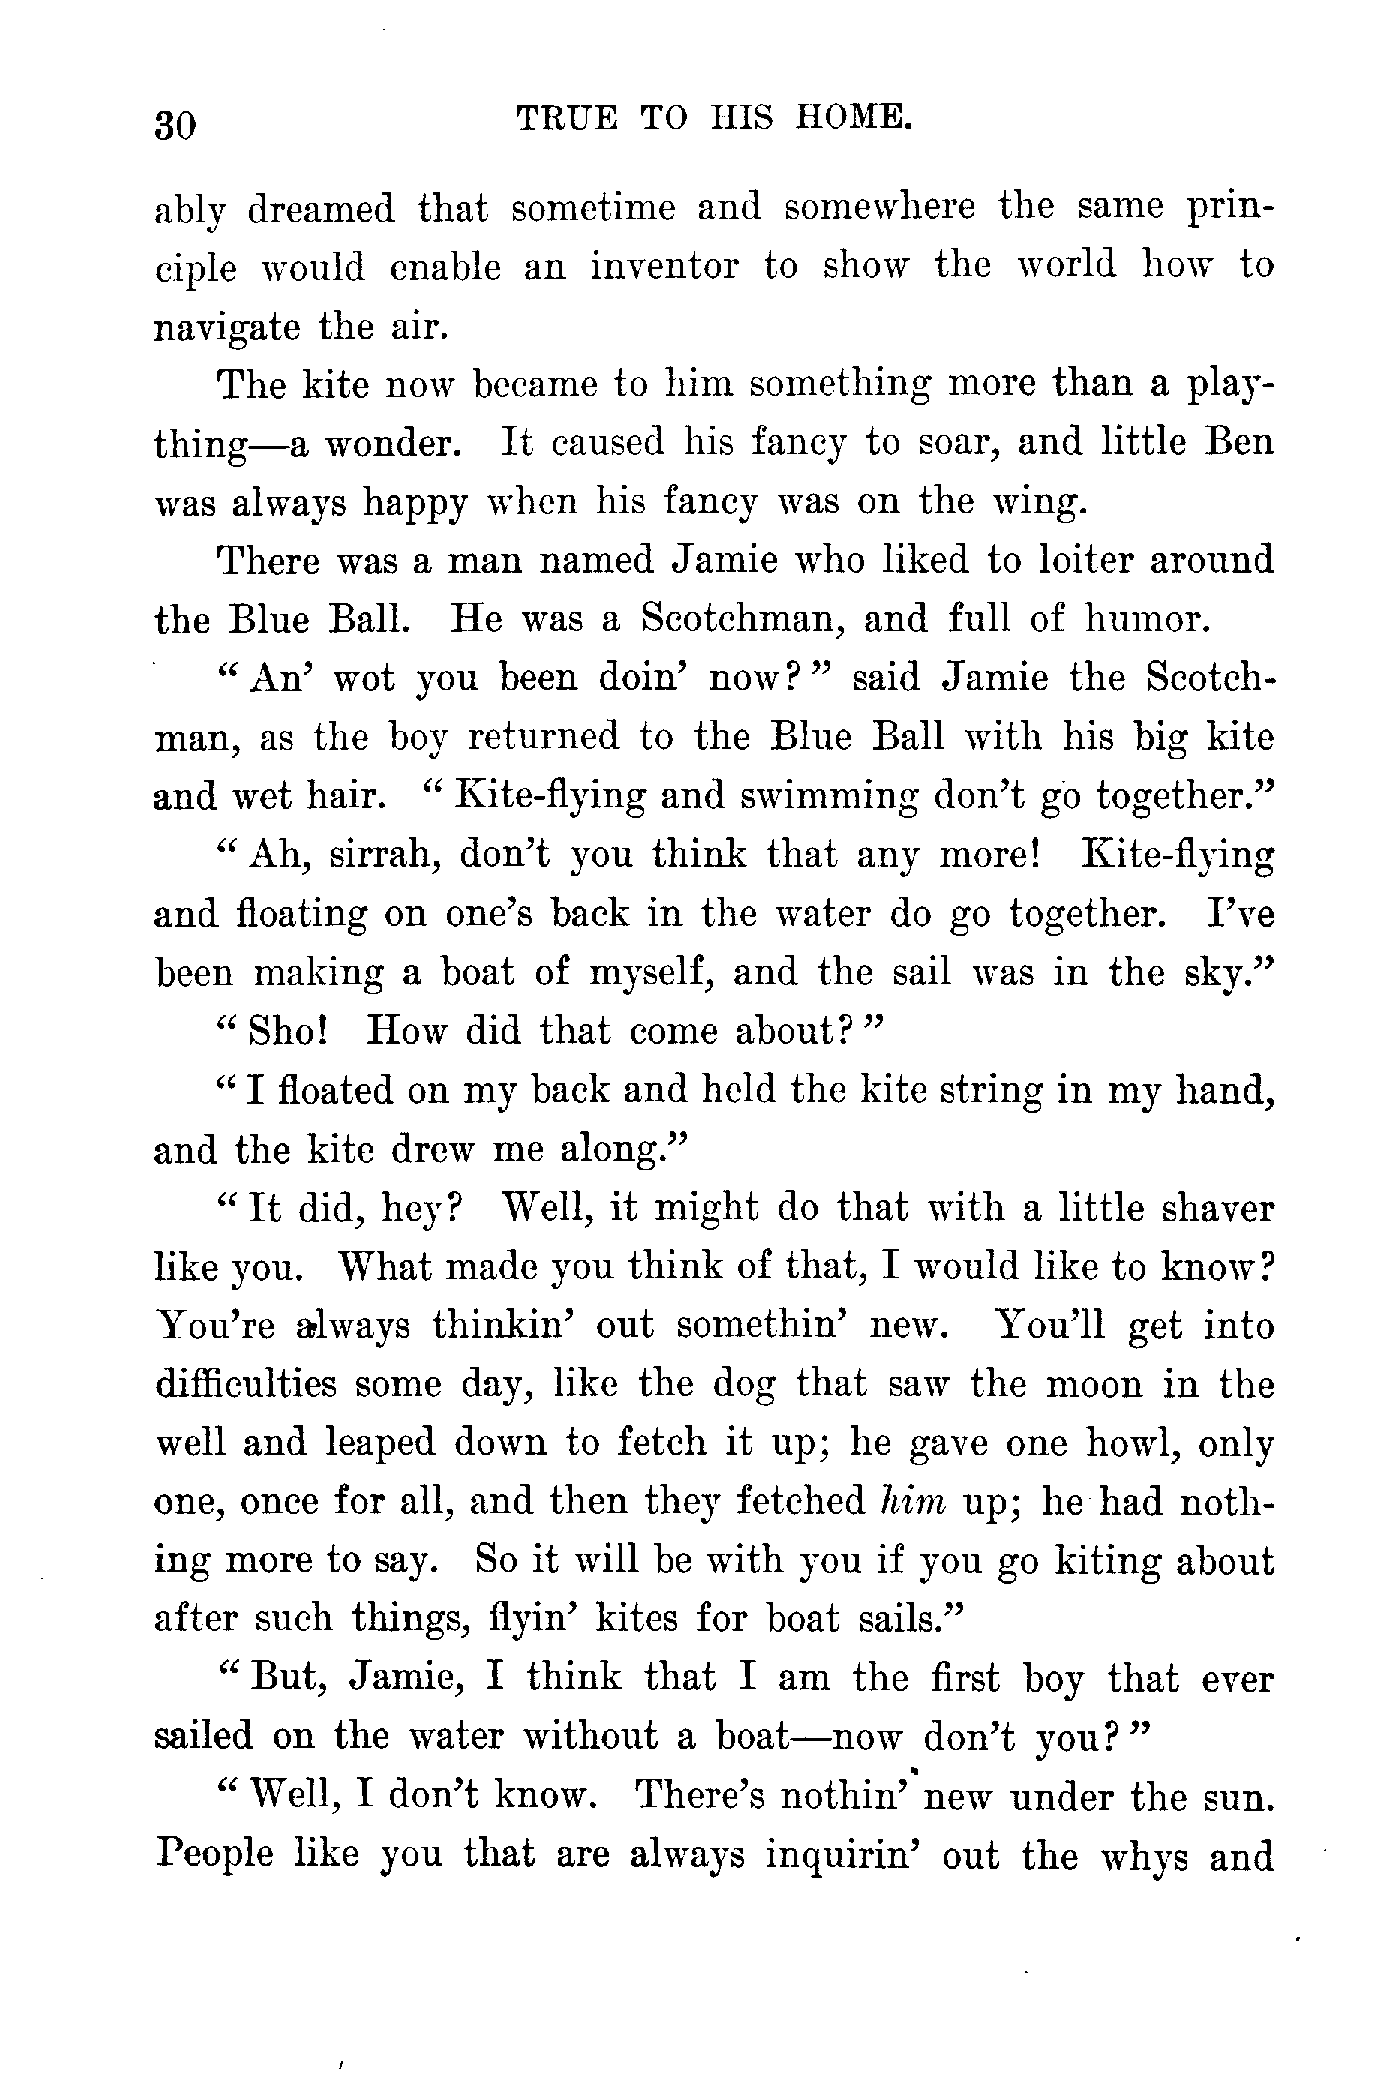 30 TRUE TO HIS HOME.
ably dreamed that sometime and somewhere the same prin-
ciple would enable an inventor to show the world how to
navigate the air.
The kite now became to him something more than a play-
thing—a wonder. It caused his fancy to soar, and little Ben
was always happy when his fancy was on the wing.
There was a man named Jamie who liked to loiter around
the Blue Ball. He was a Scotchman, and full of humor.
“ An’ wot you been doin’ now? ” said Jamie the Scotch-
man, as the boy returned to the Blue Ball with his big kite
and wet hair. “ Kite-flying and swimming don’t go together.”
“ Ah, sirrah, don’t you think that any more! Kite-flying
and floating on one’s back in the water do go together. I’ve
been making a boat of myself, and the sail was in the sky.”
“ Sho! How did that come about? ”
“ I floated on my back and held the kite string in my hand,
and the kite drew me along.”
“ It did, hey? Well, it might do that with a little shaver
like you. What made you think of that, I would like to know?
You’re always thinkin’ out somethin’ new. You’ll get into
difficulties some day, like the dog that saw the moon in the
well and leaped down to fetch it up; he gave one howl, only
one, once for all, and then they fetched him up; he had noth-
ing more to say. So it will be with you if you go kiting about
after such things, flyin’ kites for boat sails.”
“ But, Jamie, I think that I am the first boy that ever
sailed on the water without a boat—now don’t you? ”
“ Well, I don’t know. There’s nothin’ new under the sun.
People like you that are always inquirin’ out the whys and